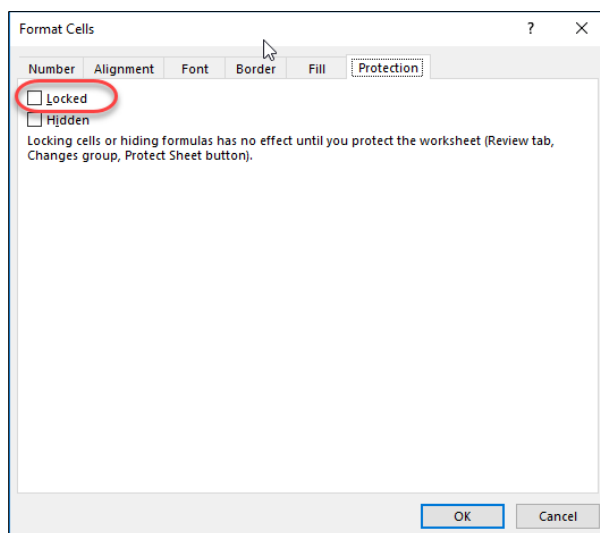 Format Cells ?
Number Alignment Font Border Fill Protection
Locked
Hidden
Locking cells or hiding formulas has no effect until you protect the worksheet (Review tab,
Changes group, Protect Sheet button).
OK Cancel